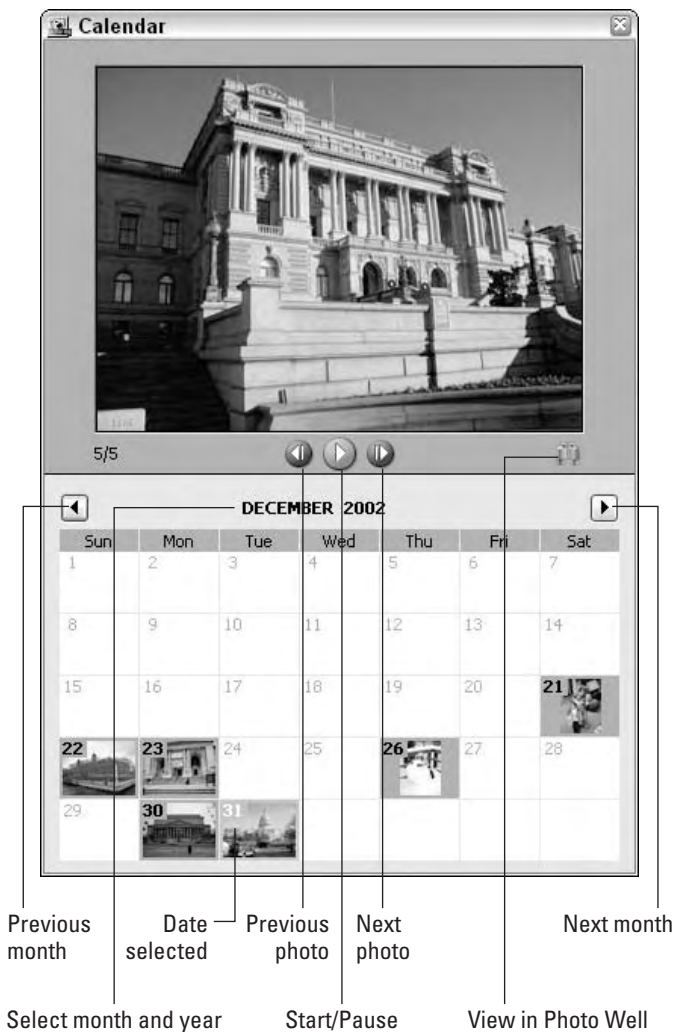 Calendar
5/5
DECEMBER 2002
Sun Mon Tue Wed Thu Fri Sat
1 2 3 4 5 6 7
8 9 10 11 12 13 14
15 16 17 18 19 20 21
22 23 24 25 26 27 28
29 30 31
Previous month
Date selected
Previous photo
Next photo
Next month
Select month and year
Start/Pause
View in Photo Well